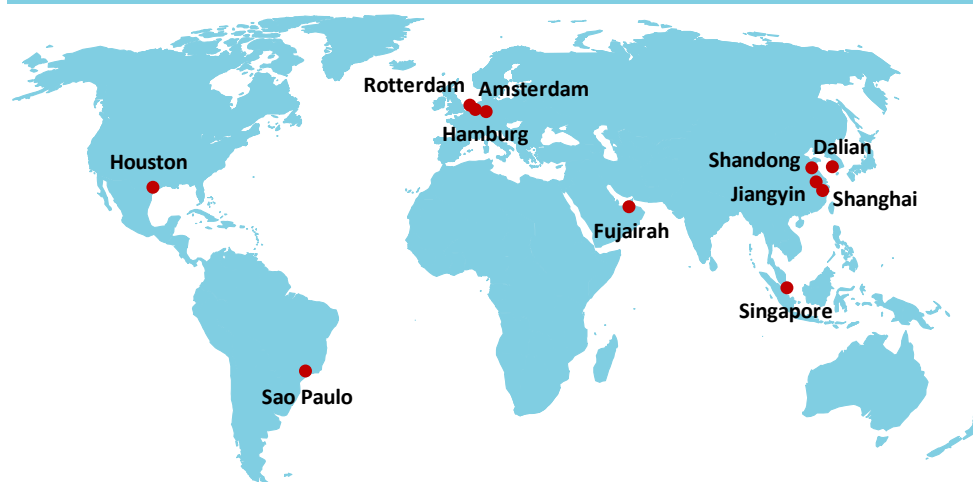 Rotterdam
Amsterdam
Hamburg
Houston
Shandong
Dalian
Jiangyin
Shanghai
Fujairah
Singapore
Sao Paulo